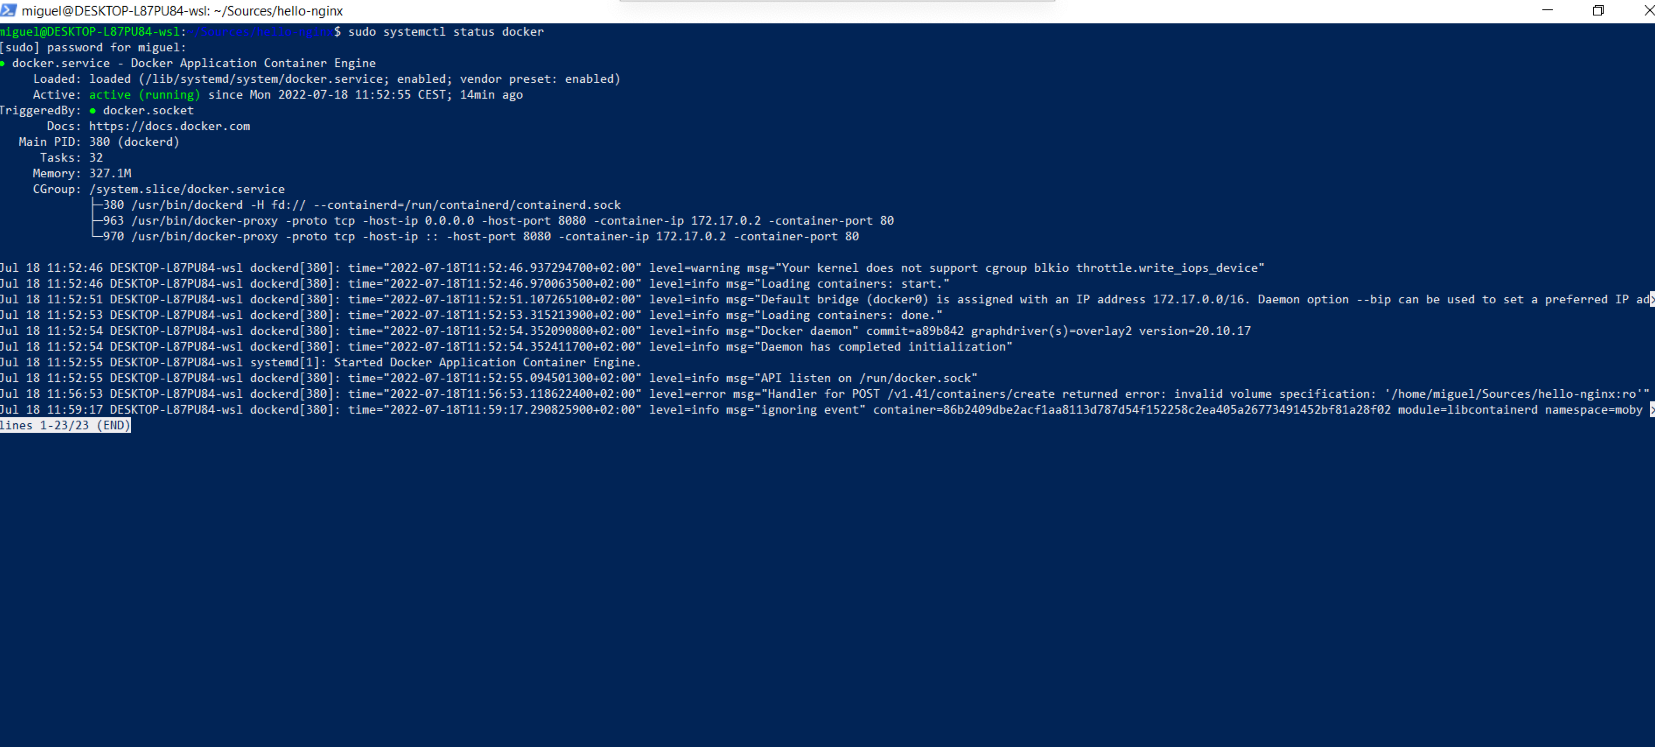 miguel@DESKTOP-L87PU84-wsl: ~/Sources/hello-nginx
miguel@DESKTOP-L87PU84-wsl:~/Sources/hello-nginx$ sudo systemctl status docker
[sudo] password for miguel:
● docker.service - Docker Application Container Engine
Loaded: loaded (/lib/systemd/system/docker.service; enabled; vendor preset: enabled)
Active: active (running) since Mon 2022-07-18 11:52:55 CEST; 14min ago
TriggeredBy: ● docker.socket
Docs: https://docs.docker.com
Main PID: 380 (dockerd)
Tasks: 32
Memory: 327.1M
CGroup: /system.slice/docker.service
├─380 /usr/bin/dockerd -H fd:// --containerd=/run/containerd/containerd.sock
├─963 /usr/bin/docker-proxy -proto tcp -host-ip 0.0.0.0 -host-port 8080 -container-ip 172.17.0.2 -container-port 80
└─970 /usr/bin/docker-proxy -proto tcp -host-ip :: -host-port 8080 -container-ip 172.17.0.2 -container-port 80
Jul 18 11:52:46 DESKTOP-L87PU84-wsl dockerd[380]: time="2022-07-18T11:52:46.937294700+02:00" level=warning msg="Your kernel does not support cgroup blkio throttle.write_iops_device"
Jul 18 11:52:46 DESKTOP-L87PU84-wsl dockerd[380]: time="2022-07-18T11:52:46.970063500+02:00" level=info msg="Loading containers: start."
Jul 18 11:52:51 DESKTOP-L87PU84-wsl dockerd[380]: time="2022-07-18T11:52:51.107265100+02:00" level=info msg="Default bridge (docker0) is assigned with an IP address 172.17.0.0/16. Daemon option --bip can be used to set a preferred IP ad>
Jul 18 11:52:53 DESKTOP-L87PU84-wsl dockerd[380]: time="2022-07-18T11:52:53.315213900+02:00" level=info msg="Loading containers: done."
Jul 18 11:52:54 DESKTOP-L87PU84-wsl dockerd[380]: time="2022-07-18T11:52:54.352090800+02:00" level=info msg="Docker daemon" commit=a89b842 graphdriver(s)=overlay2 version=20.10.17
Jul 18 11:52:54 DESKTOP-L87PU84-wsl dockerd[380]: time="2022-07-18T11:52:54.352411700+02:00" level=info msg="Daemon has completed initialization"
Jul 18 11:52:55 DESKTOP-L87PU84-wsl systemd[1]: Started Docker Application Container Engine.
Jul 18 11:52:55 DESKTOP-L87PU84-wsl dockerd[380]: time="2022-07-18T11:52:55.094501300+02:00" level=info msg="API listen on /run/docker.sock"
Jul 18 11:56:53 DESKTOP-L87PU84-wsl dockerd[380]: time="2022-07-18T11:56:53.118622400+02:00" level=error msg="Handler for POST /v1.41/containers/create returned error: invalid volume specification: '/home/miguel/Sources/hello-nginx:ro'"
Jul 18 11:59:17 DESKTOP-L87PU84-wsl dockerd[380]: time="2022-07-18T11:59:17.290825900+02:00" level=info msg="ignoring event" container=86b2409dbe2acf1aa8113d787d54f152258c2ea405a26773491452bf81a28f02 module=libcontainerd namespace=moby >
lines 1-23/23 (END)